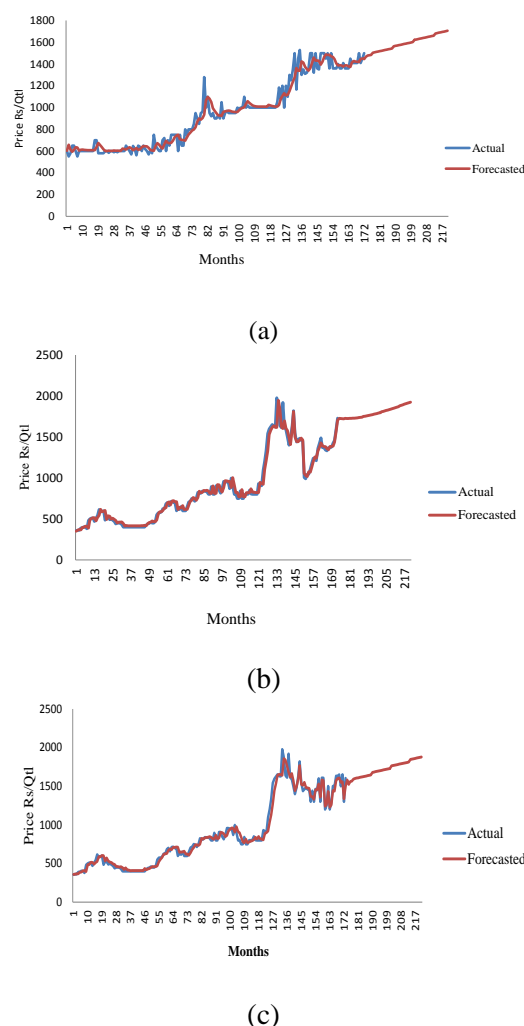 1800
1600
1400
1200
1000
800
600
400
200
0
Price Rs/Qtl
1 10 19 28 37 46 55 64 73 82 91 100 109 118 127 136 145 154 163 172 181 190 199 208 217
Months
Actual
Forecasted
(a)
2500
2000
1500
1000
500
0
Price Rs/Qtl
1 13 25 37 49 61 73 85 97 109 121 133 145 157 169 181 193 205 217
Months
Actual
Forecasted
(b)
2500
2000
1500
1000
500
0
Price Rs/Qtl
1 10 19 28 37 46 55 64 73 82 91 100 109 118 127 136 145 154 163 172 181 190 199 208 217
Months
Actual
Forecasted
(c)